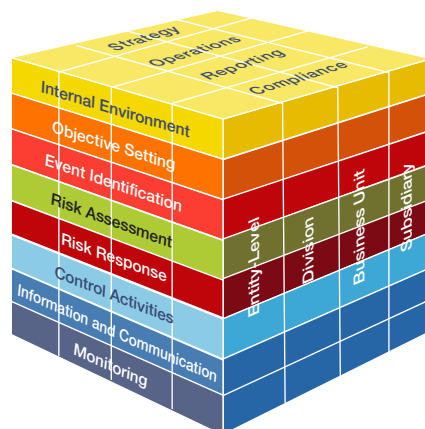 Strategy
Operations
Reporting
Compliance
Internal Environment
Objective Setting
Event Identification
Risk Assessment
Risk Response
Control Activities
Information and Communication
Monitoring
Entity-Level
Division
Business Unit
Subsidiary